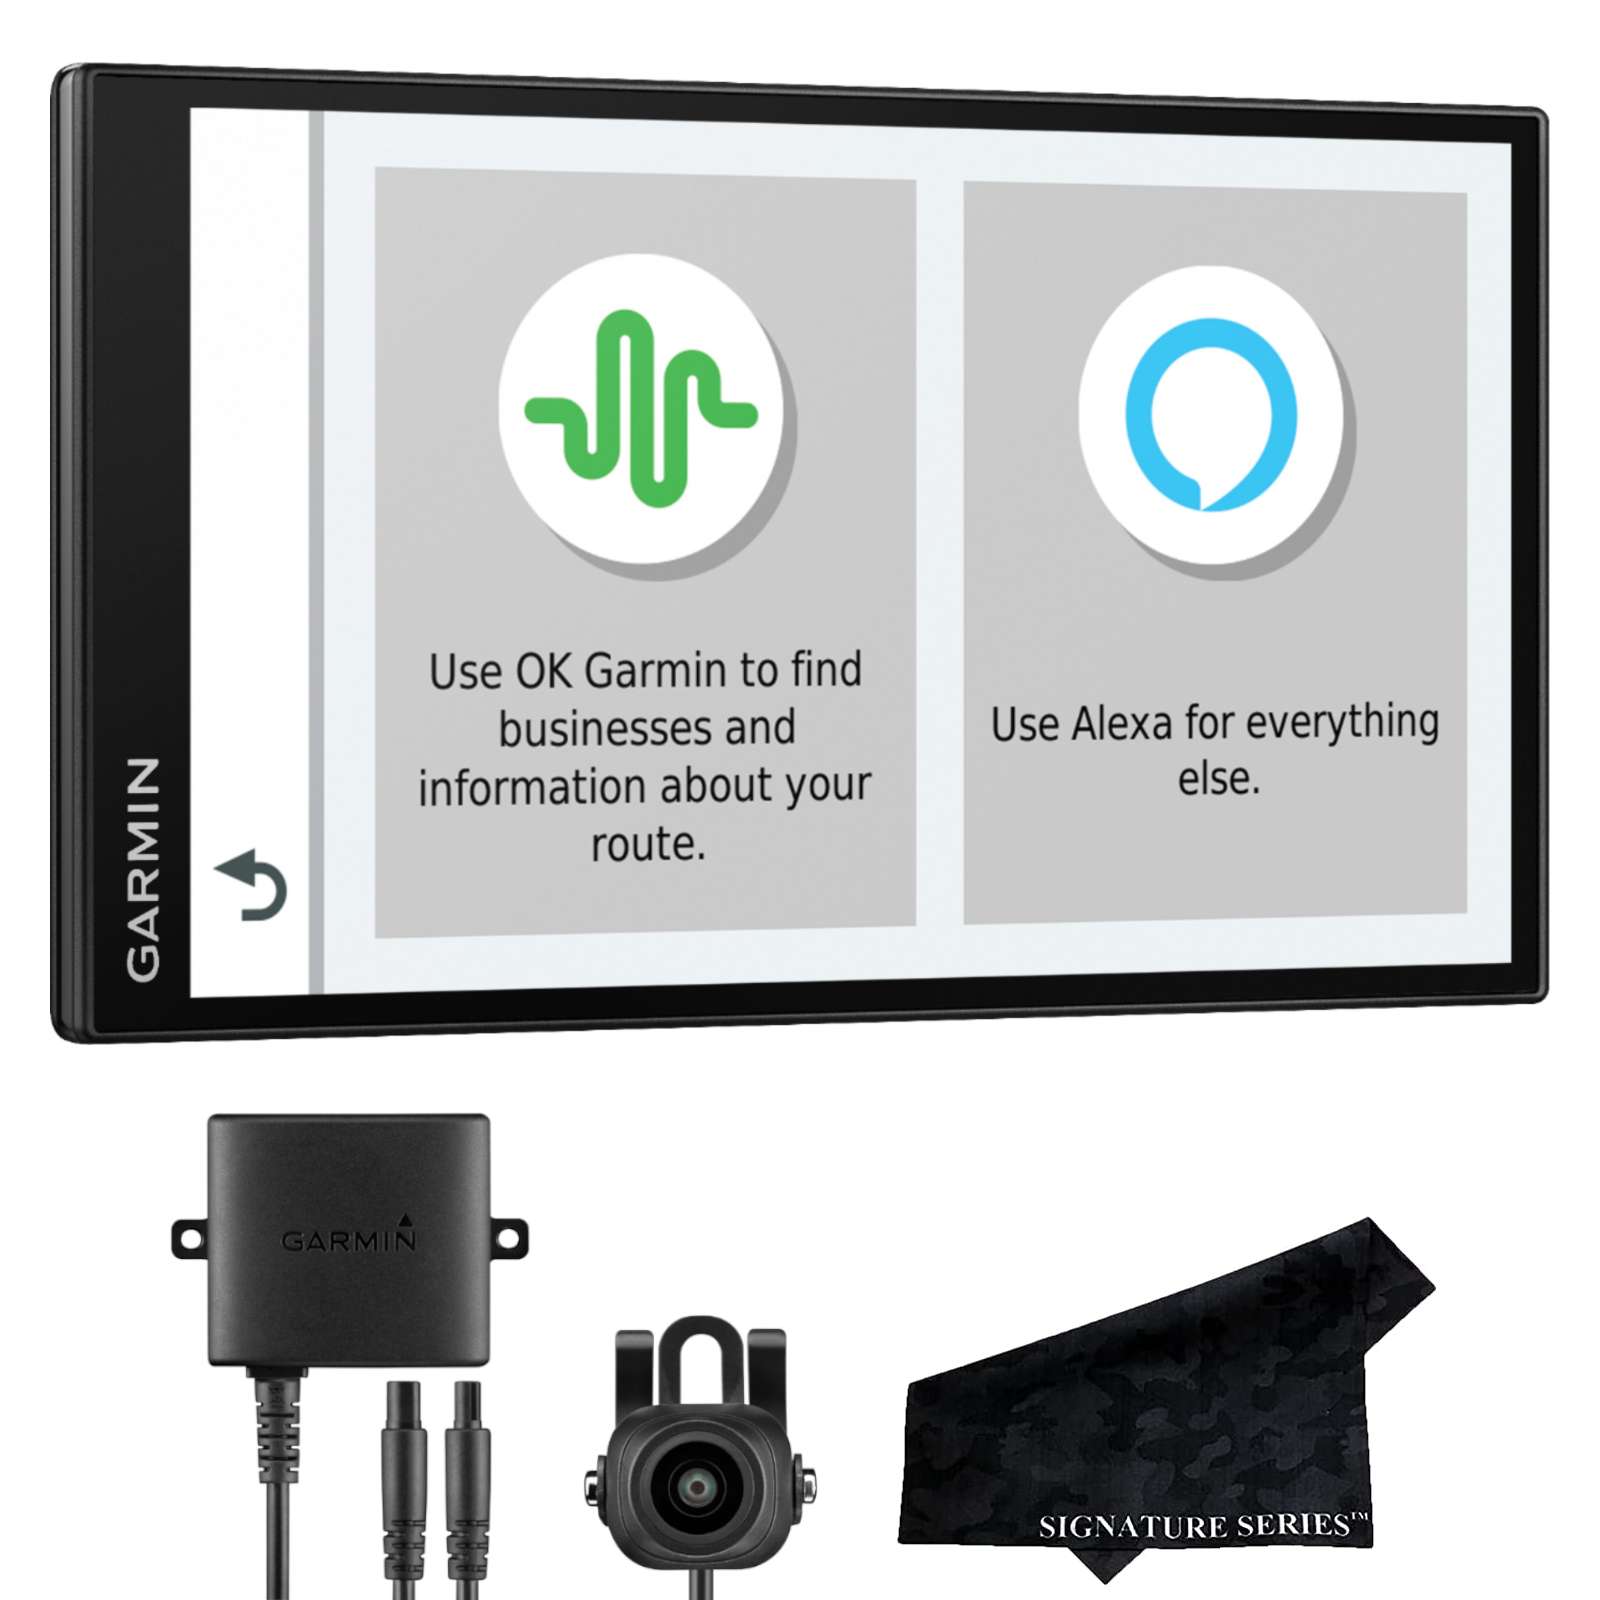 GARMIN
Use OK Garmin to find
businesses and
information about your
route.
Use Alexa for everything
else.
GARMIN
SIGNATURE SERIES™